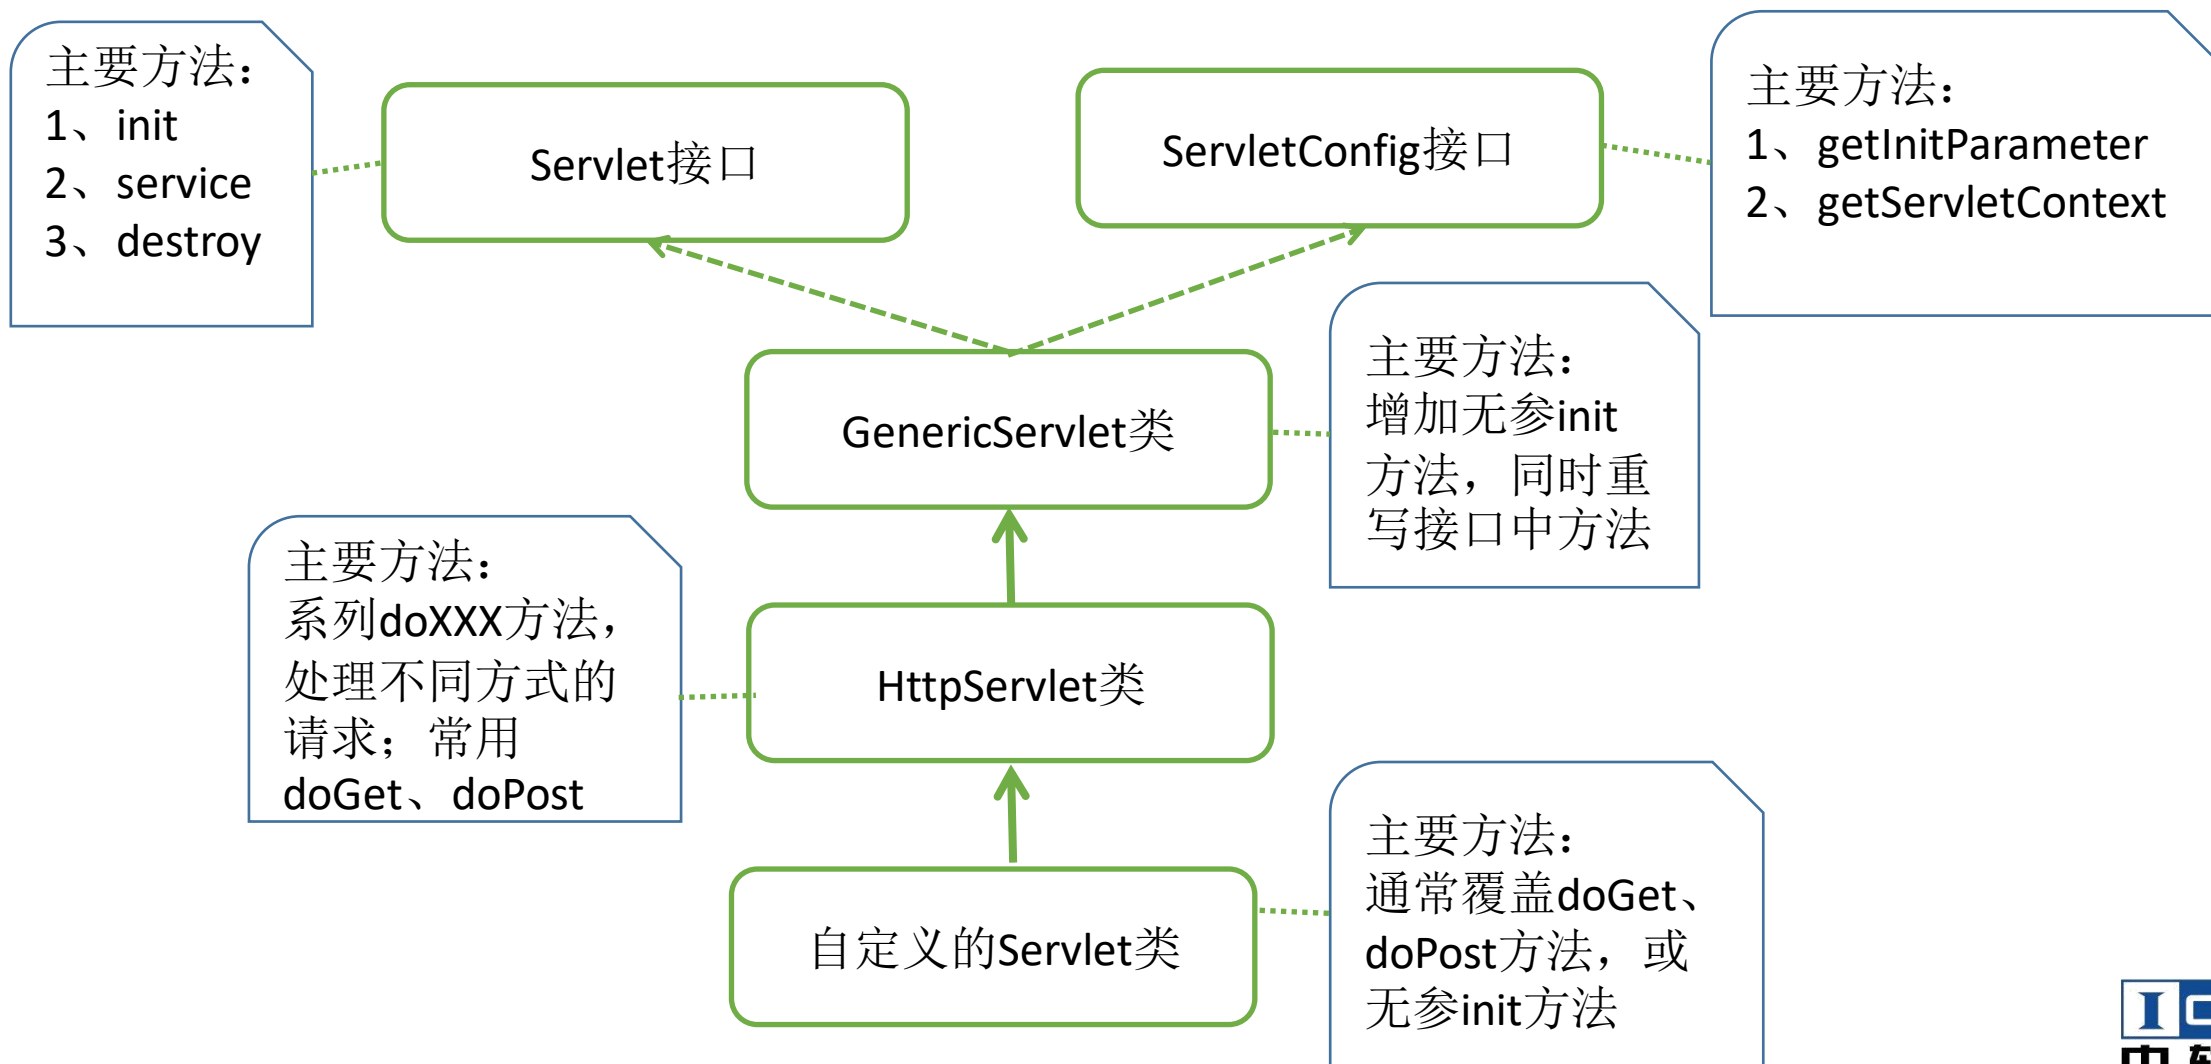 主要方法：
1、init
2、service
3、destroy
Servlet接口
ServletConfig接口
主要方法：
1、getInitParameter
2、getServletContext
GenericServlet类
主要方法：
增加无参init
方法，同时重
写接口中方法
主要方法：
系列doXXX方法，
处理不同方式的
请求；常用
doGet、doPost
HttpServlet类
自定义的Servlet类
主要方法：
通常覆盖doGet、
doPost方法，或
无参init方法